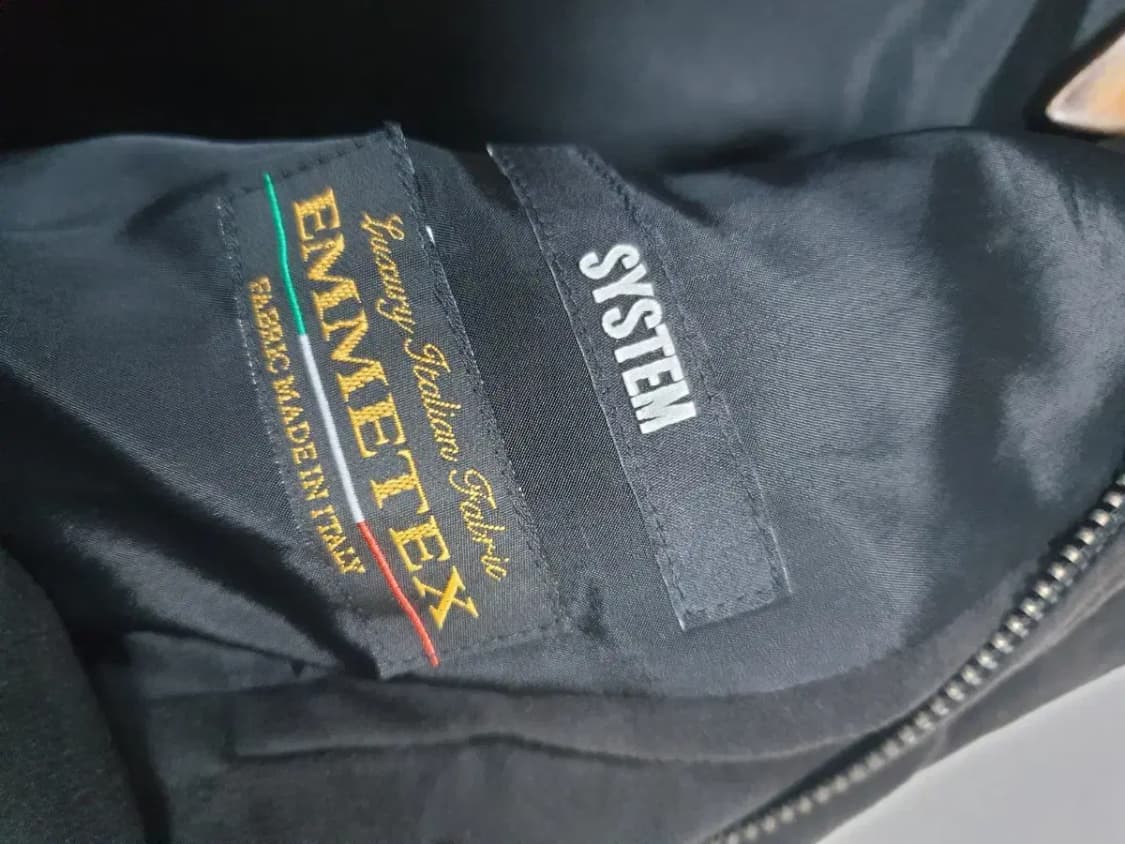 Luxury Italian Fabric
EMMETEX
FABRIC MADE IN ITALY
SYSTEM